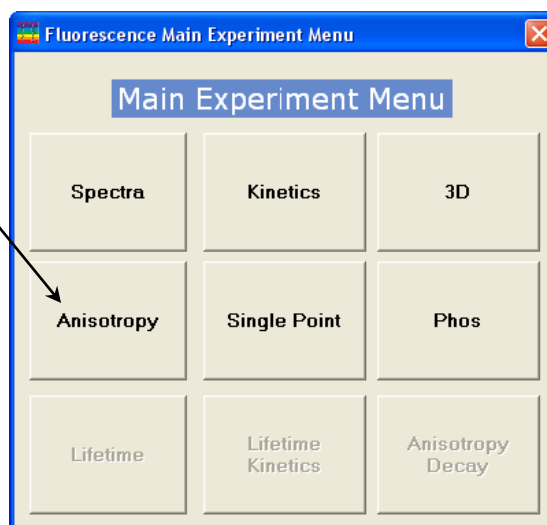 Fluorescence Main Experiment Menu
Main Experiment Menu
Spectra
Kinetics
3D
Anisotropy
Single Point
Phos
Lifetime
Lifetime
Kinetics
Anisotropy
Decay